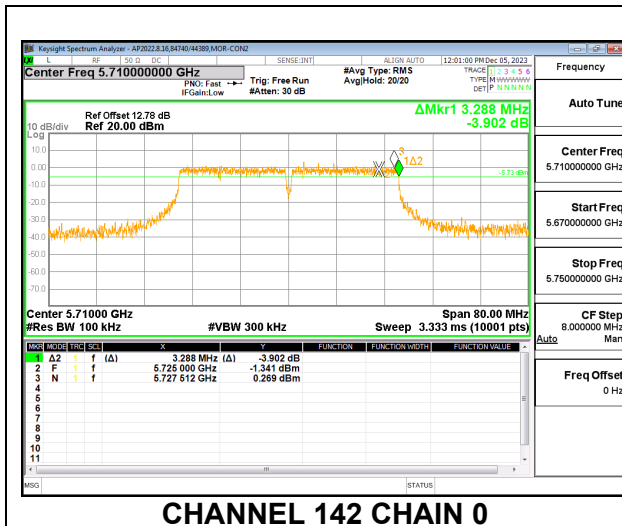 Keysight Spectrum Analyzer - AP2022.8.16,84740/44389,MOR-CON2
LXI L RF 50 Ω DC SENSE:INT ALIGN AUTO 12:01:00 PM Dec 05, 2023
Center Freq 5.710000000 GHz
PNO: Fast
IFGain:Low
Trig: Free Run
#Atten: 30 dB
#Avg Type: RMS
Avg|Hold: 20/20
TRACE 1 2 3 4 5 6
TYPE M WWWWW
DET P N N N N N
Ref Offset 12.78 dB
Ref 20.00 dBm
10 dB/div
Log
ΔMkr1 3.288 MHz
-3.902 dB
10.0
0.00
-10.0
-20.0
-30.0
-40.0
-50.0
-60.0
-70.0
3
1Δ2
-5.73 dBm
Center 5.71000 GHz
Span 80.00 MHz
#Res BW 100 kHz
#VBW 300 kHz
Sweep 3.333 ms (10001 pts)
MKR MODE TRC SCL X Y FUNCTION FUNCTION WIDTH FUNCTION VALUE
1 Δ2 1 f (Δ) 3.288 MHz (Δ) -3.902 dB
2 F 1 f 5.725 000 GHz -1.341 dBm
3 N 1 f 5.727 512 GHz 0.269 dBm
4
5
6
7
8
9
10
11
MSG
STATUS
Frequency
Auto Tune
Center Freq
5.710000000 GHz
Start Freq
5.670000000 GHz
Stop Freq
5.750000000 GHz
CF Step
8.000000 MHz
Auto Man
Freq Offset
0 Hz
CHANNEL 142 CHAIN 0